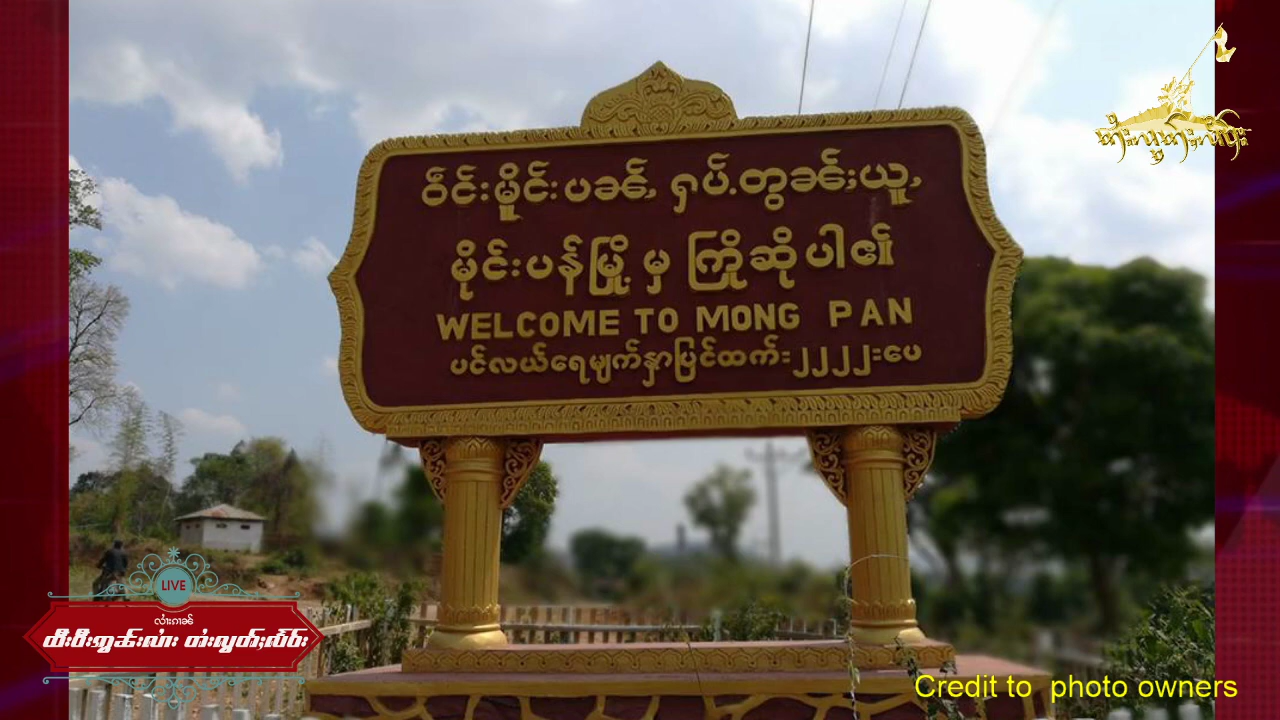 ဝဵင်းမိူင်းပၼ်ႇ ႁပ်ႉတွၼ်ႈယူႇ
မိုင်းပန်မြို့မှ ကြိုဆိုပါ၏
WELCOME TO MONG PAN
ပင်လယ်ရေမျက်နှာပြင်ထက်း၂၂၂၂းပေ
LIVE
Credit to photo owners